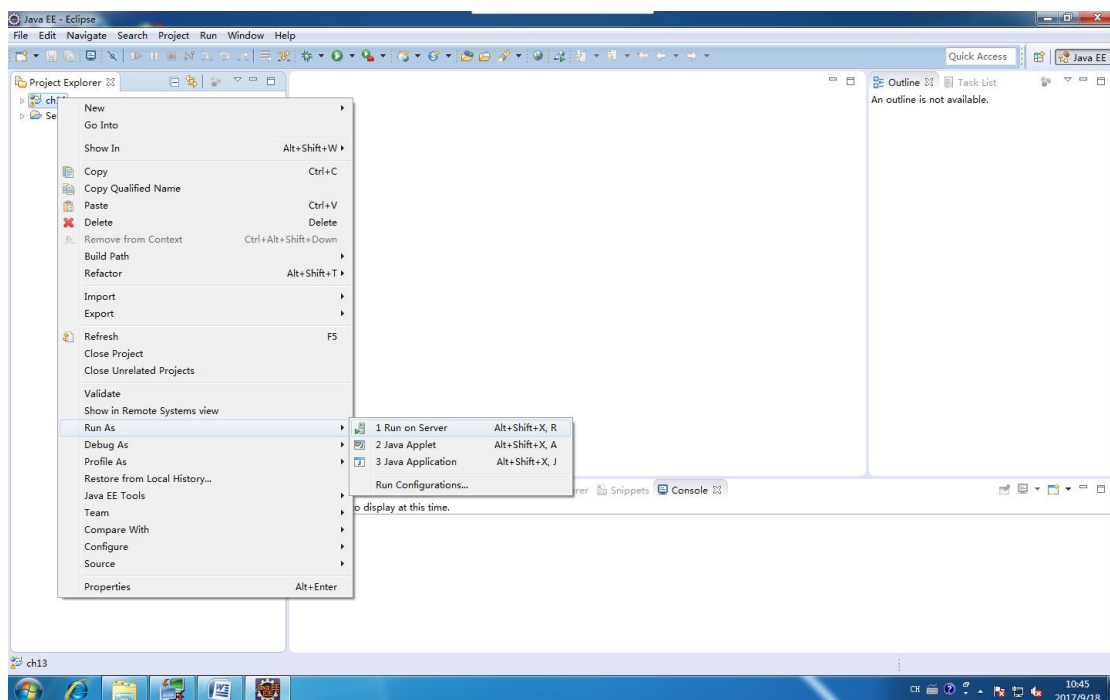 Java EE - Eclipse
File Edit Navigate Search Project Run Window Help
Quick Access
Java EE
Project Explorer
Outline
Task List
An outline is not available.
New
Go Into
Show In Alt+Shift+W
Copy Ctrl+C
Copy Qualified Name
Paste Ctrl+V
Delete Delete
Remove from Context Ctrl+Alt+Shift+Down
Build Path
Refactor Alt+Shift+T
Import
Export
Refresh F5
Close Project
Close Unrelated Projects
Validate
Show in Remote Systems view
Run As
1 Run on Server Alt+Shift+X, R
Debug As
2 Java Applet Alt+Shift+X, A
Profile As
3 Java Application Alt+Shift+X, J
Restore from Local History...
Run Configurations...
Java EE Tools
Snippets
Console
Team
o display at this time.
Compare With
Configure
Source
Properties Alt+Enter
ch13
CH
10:45
2017/9/18